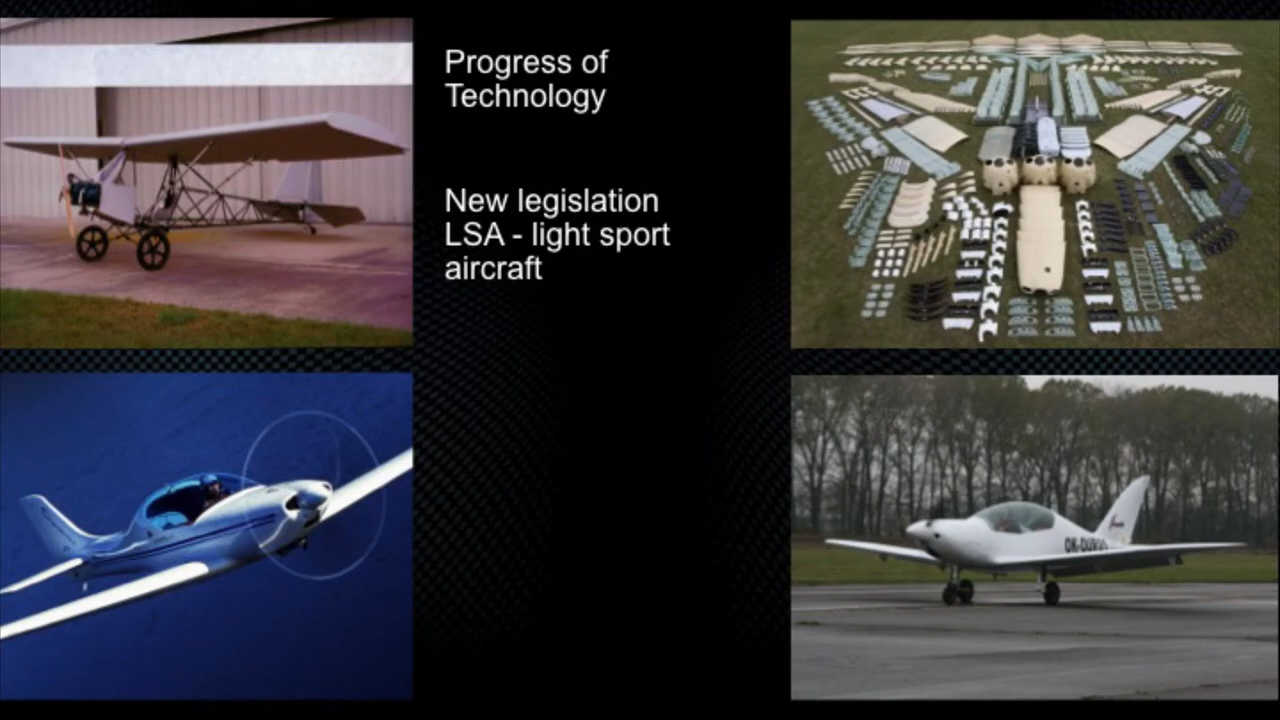 Progress of
Technology
New legislation
LSA - light sport
aircraft